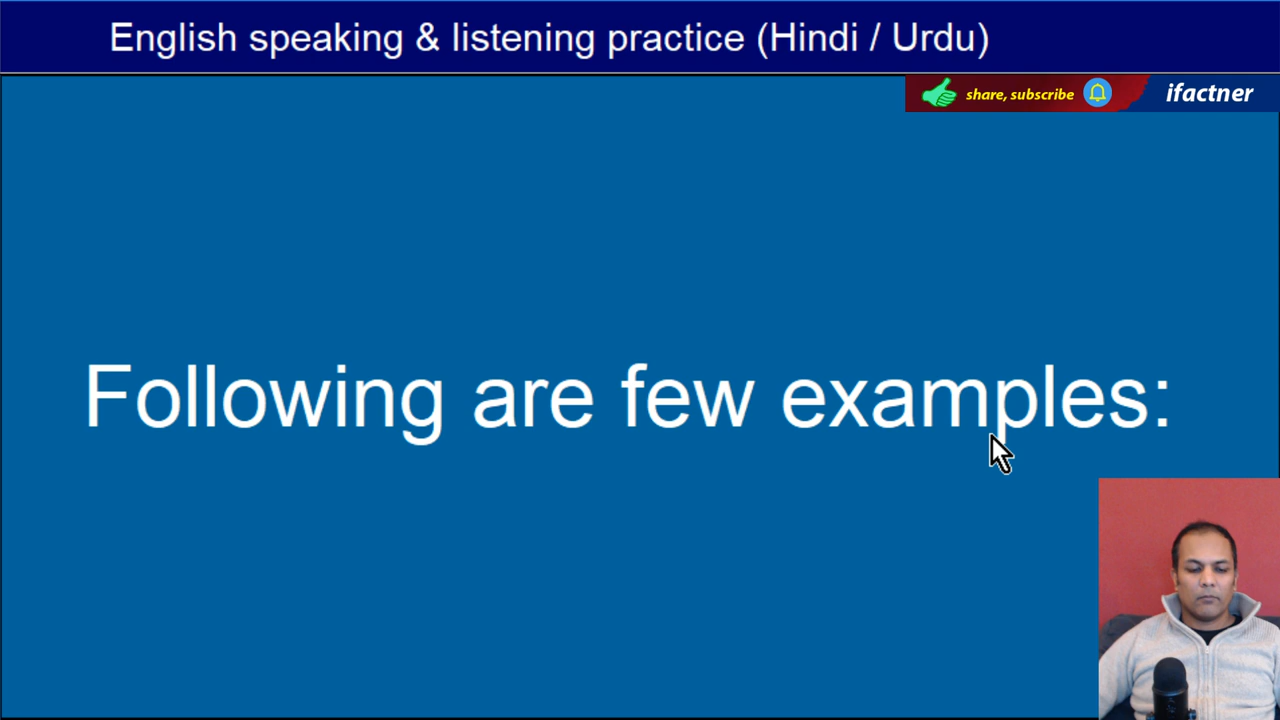 English speaking & listening practice (Hindi / Urdu)
share, subscribe
ifactner
Following are few examples: